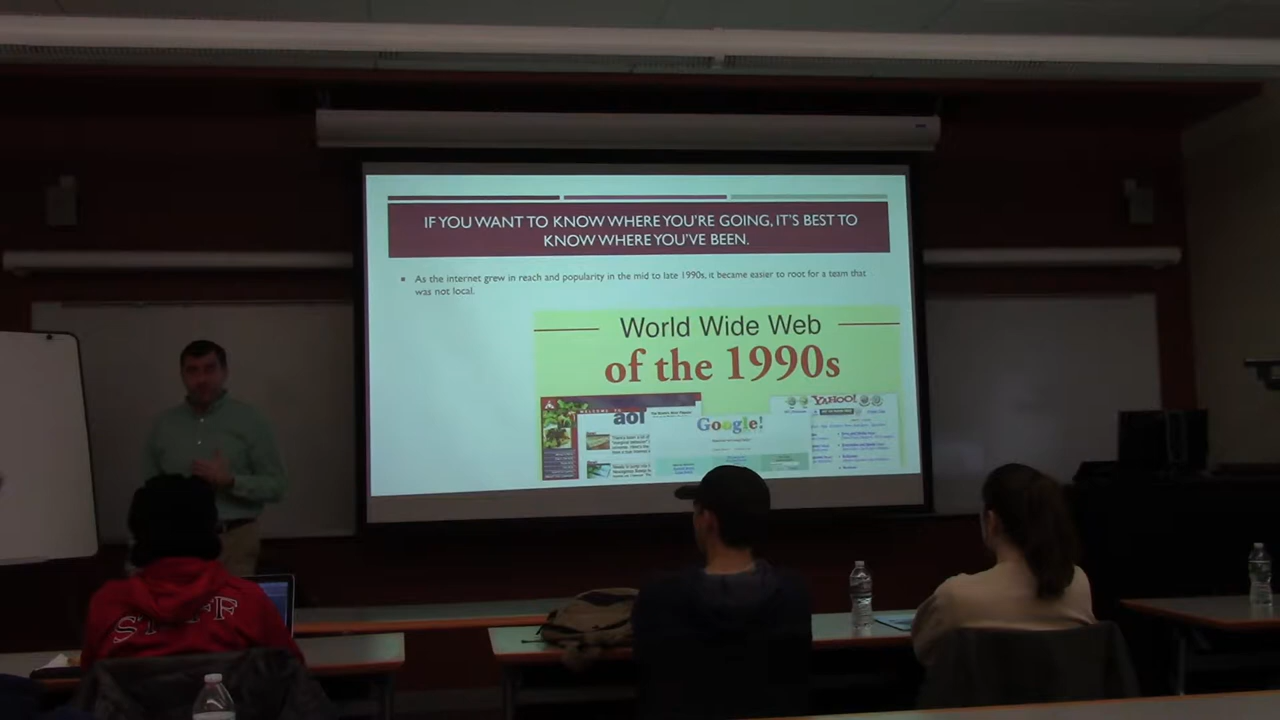 IF YOU WANT TO KNOW WHERE YOU'RE GOING, IT'S BEST TO
KNOW WHERE YOU'VE BEEN.
As the internet grew in reach and popularity in the mid to late 1990s, it became easier to root for a team that
was not local.
World Wide Web
of the 1990s
WELCOME TO
aol
Google!
YAHOO!
STAFF